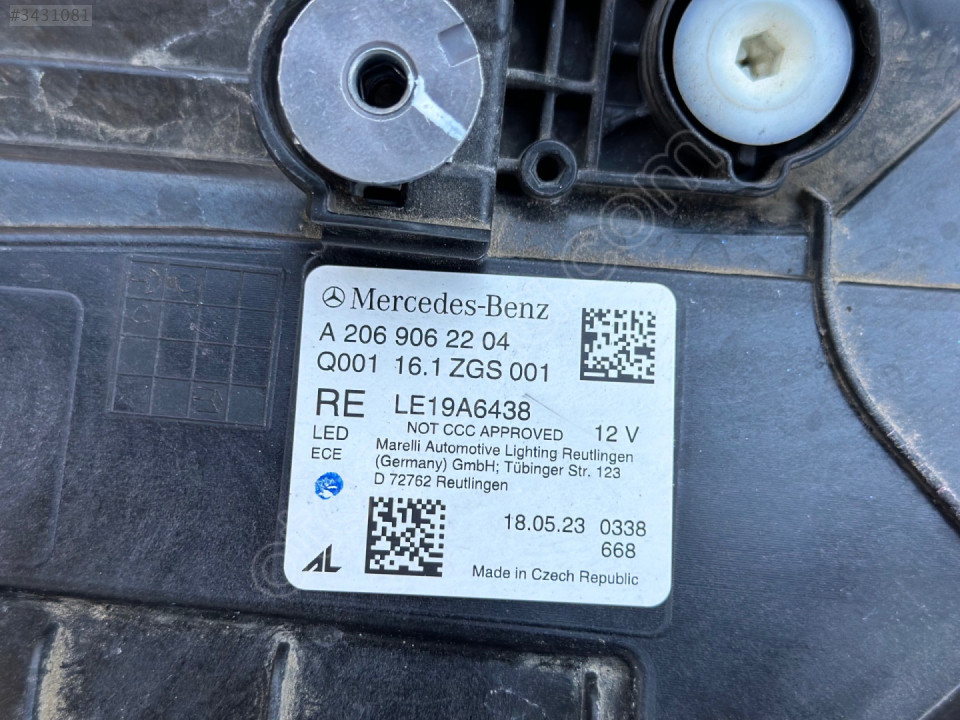 #3431081
Mercedes-Benz
A 206 906 22 04
Q001 16.1 ZGS 001
RE LE19A6438
NOT CCC APPROVED 12 V
LED
ECE
Marelli Automotive Lighting Reutlingen
(Germany) GmbH; Tübinger Str. 123
D 72762 Reutlingen
18.05.23 0338
668
AL
Made in Czech Republic